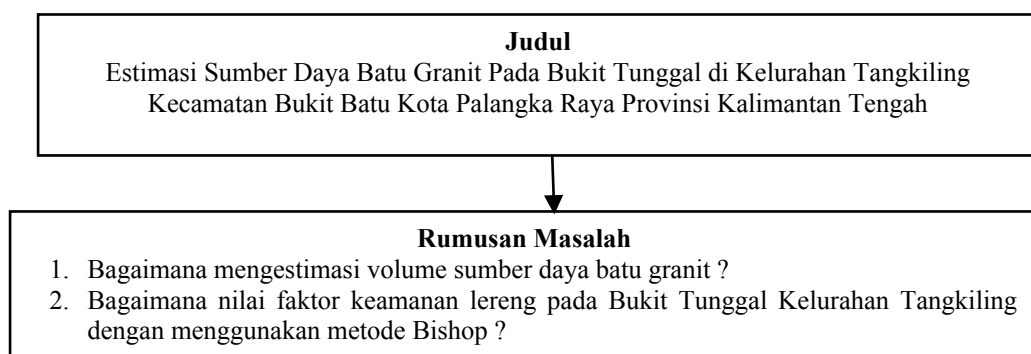 Judul
Estimasi Sumber Daya Batu Granit Pada Bukit Tunggal di Kelurahan Tangkiling
Kecamatan Bukit Batu Kota Palangka Raya Provinsi Kalimantan Tengah
Rumusan Masalah
1. Bagaimana mengestimasi volume sumber daya batu granit ?
2. Bagaimana nilai faktor keamanan lereng pada Bukit Tunggal Kelurahan Tangkiling
dengan menggunakan metode Bishop ?